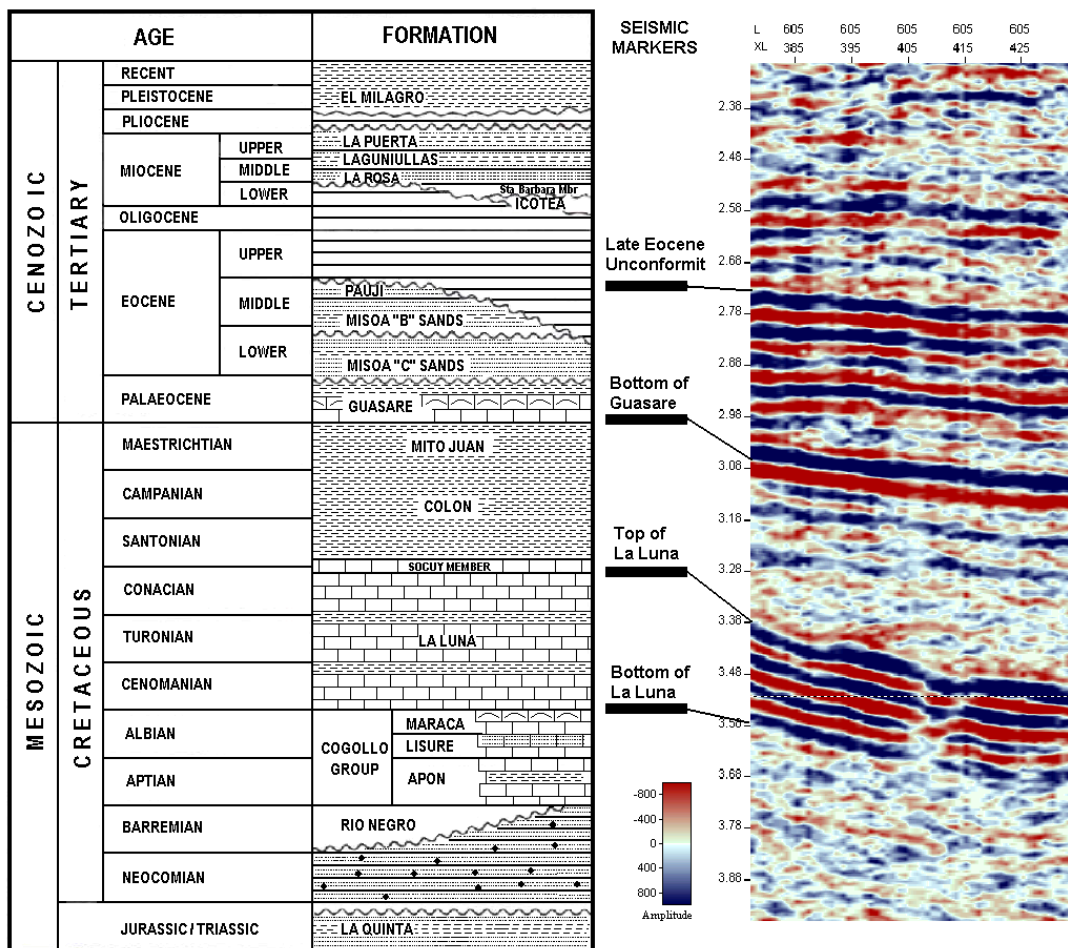 AGE
FORMATION
CENOZOIC
TERTIARY
RECENT
PLEISTOCENE
EL MILAGRO
PLIOCENE
MIOCENE
UPPER
LA PUERTA
MIDDLE
LAGUNIULLAS
LA ROSA
LOWER
Sta Barbara Mbr
ICOTEA
OLIGOCENE
EOCENE
UPPER
MIDDLE
PAUJI
MISOA "B" SANDS
LOWER
MISOA "C" SANDS
PALAEOCENE
GUASARE
MESOZOIC
CRETACEOUS
MAESTRICHTIAN
MITO JUAN
CAMPANIAN
COLON
SANTONIAN
SOCUY MEMBER
CONACIAN
TURONIAN
LA LUNA
CENOMANIAN
ALBIAN
COGOLLO
GROUP
MARACA
LISURE
APTIAN
APON
BARREMIAN
RIO NEGRO
NEOCOMIAN
JURASSIC / TRIASSIC
LA QUINTA
SEISMIC
MARKERS
Late Eocene
Unconformit
Bottom of
Guasare
Top of
La Luna
Bottom of
La Luna
L 605 605 605 605 605
XL 385 395 405 415 425
2.38
2.48
2.58
2.68
2.78
2.88
2.98
3.08
3.18
3.28
3.38
3.48
3.50
3.68
3.78
3.88
-800
-400
0
400
800
Amplitude